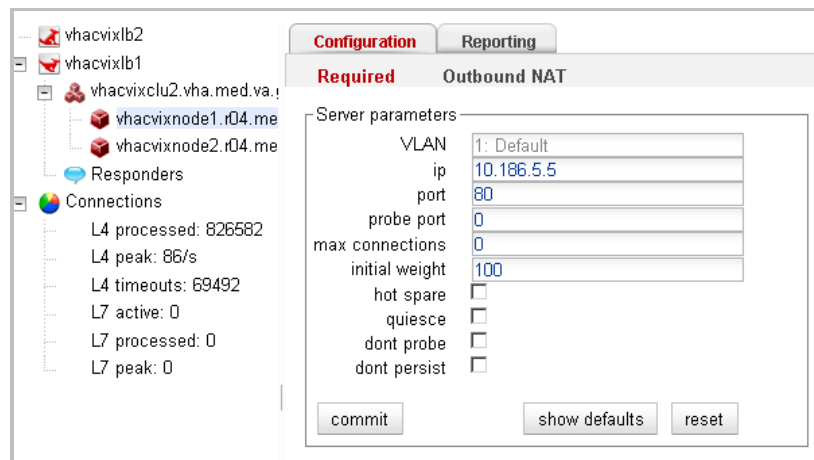 vhacvixlb2
vhacvixlb1
vhacvixclu2.vha.med.va.
vhacvixnode1.r04.me
vhacvixnode2.r04.me
Responders
Connections
L4 processed: 826582
L4 peak: 86/s
L4 timeouts: 69492
L7 active: 0
L7 processed: 0
L7 peak: 0
Configuration
Reporting
Required
Outbound NAT
Server parameters
VLAN 1: Default
ip 10.186.5.5
port 80
probe port 0
max connections 0
initial weight 100
hot spare
quiesce
dont probe
dont persist
commit
show defaults
reset